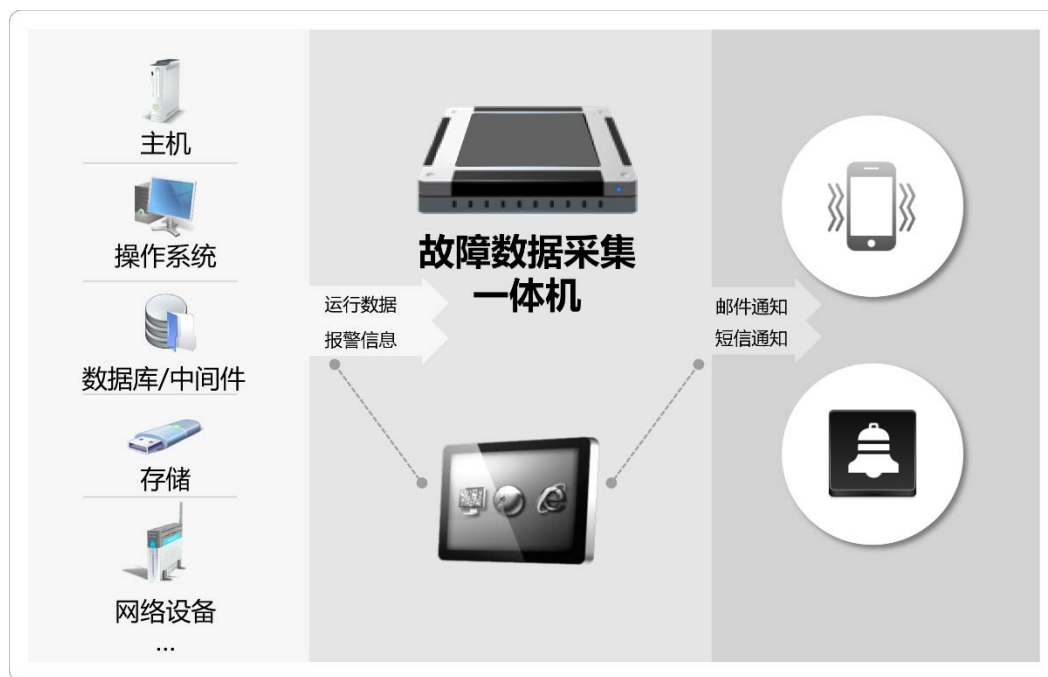 主机
操作系统
数据库/中间件
存储
网络设备
...
故障数据采集
一体机
运行数据
报警信息
邮件通知
短信通知